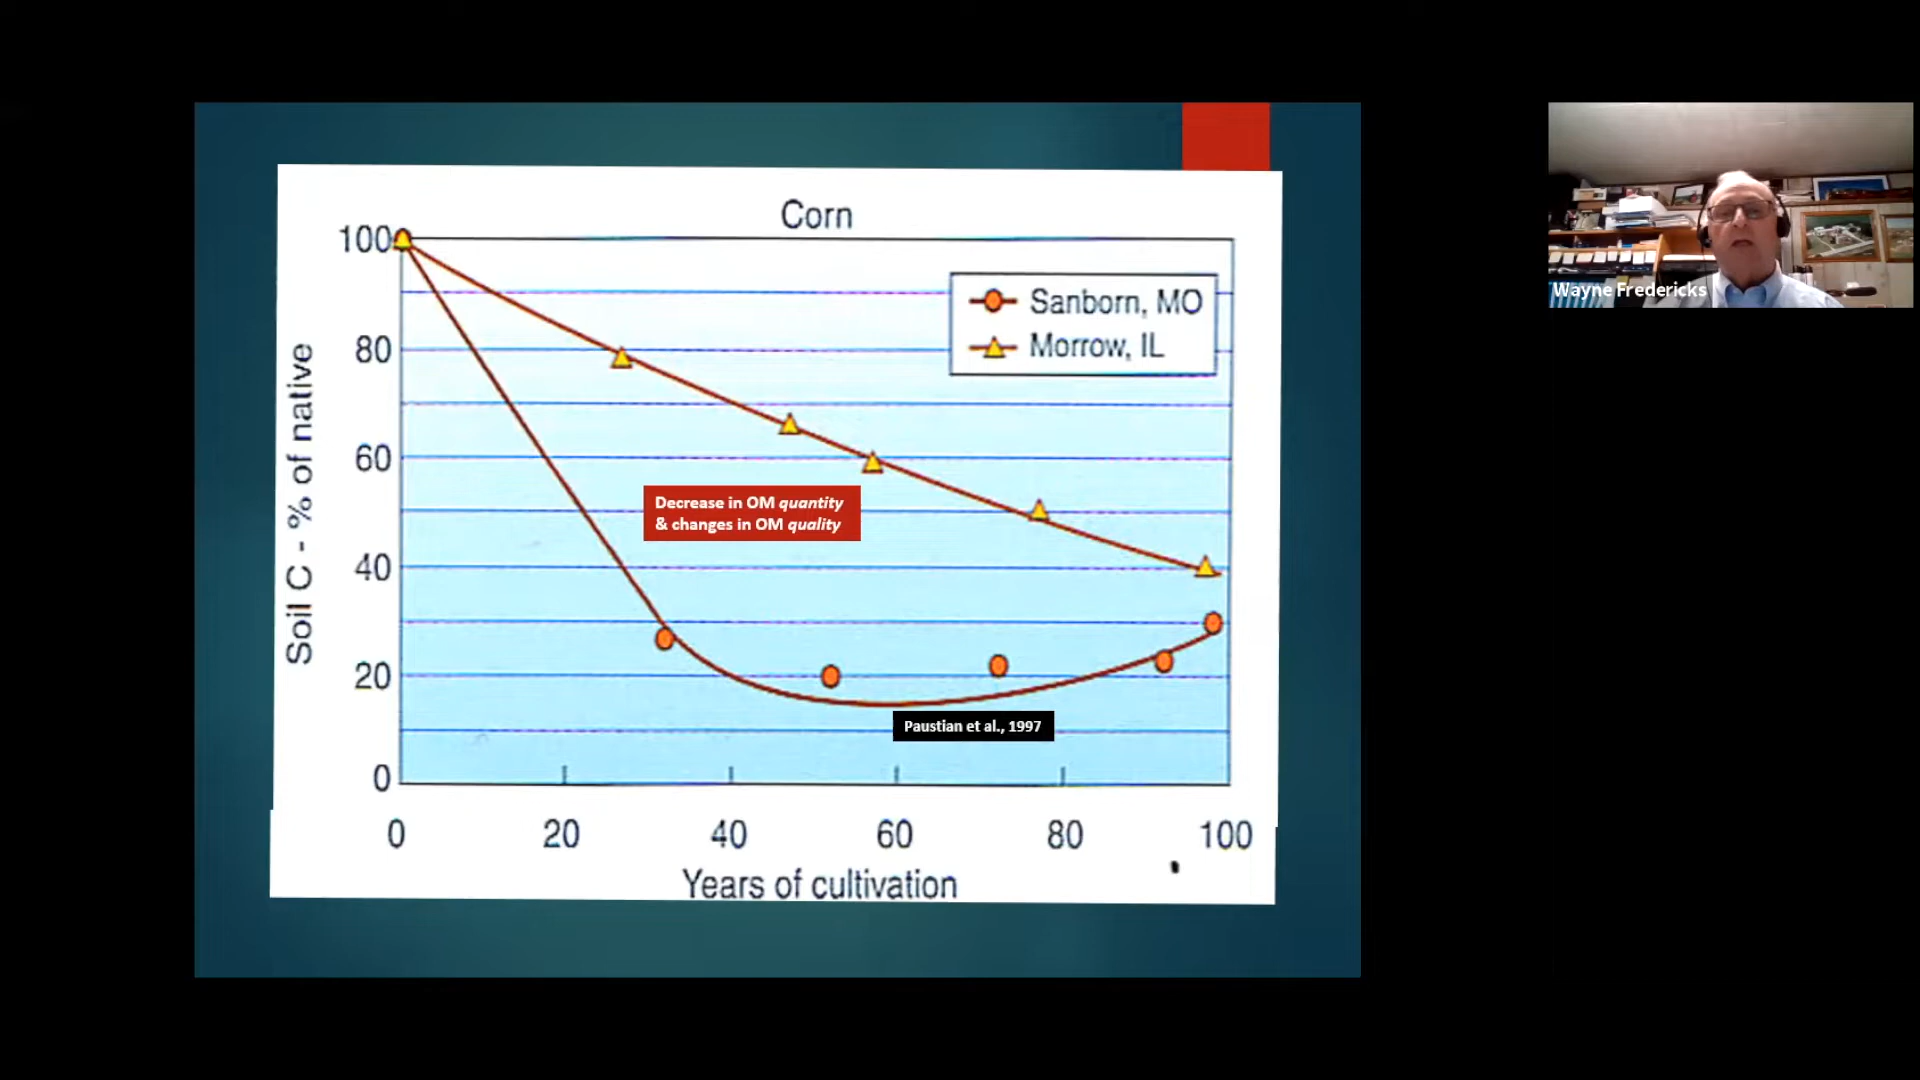 Corn
100
80
60
40
20
0
Soil C - % of native
Sanborn, MO
Morrow, IL
Decrease in OM quantity
& changes in OM quality
Paustian et al., 1997
0 20 40 60 80 100
Years of cultivation
Wayne Fredericks